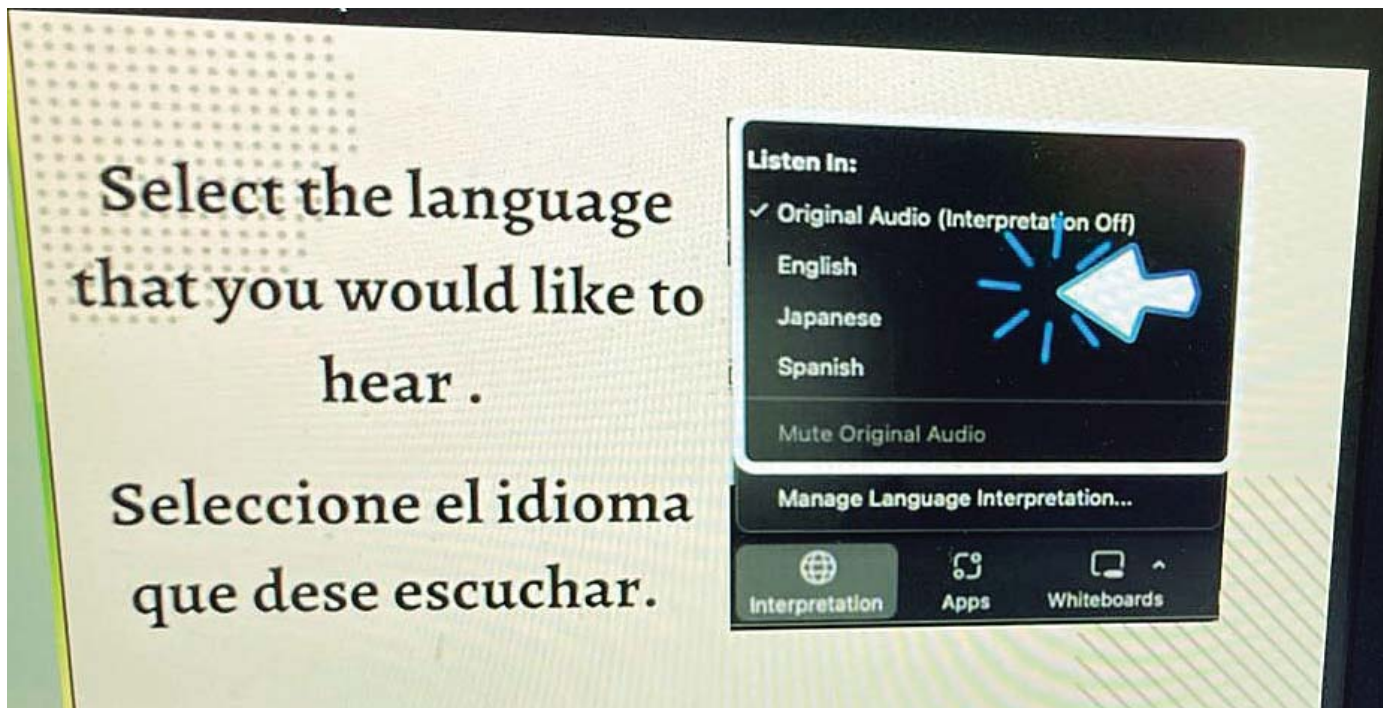 Select the language
that you would like to
hear .
Seleccione el idioma
que dese escuchar.
Listen In:
✓ Original Audio (Interpretation Off)
English
Japanese
Spanish
Mute Original Audio
Manage Language Interpretation...
Interpretation
Apps
Whiteboards